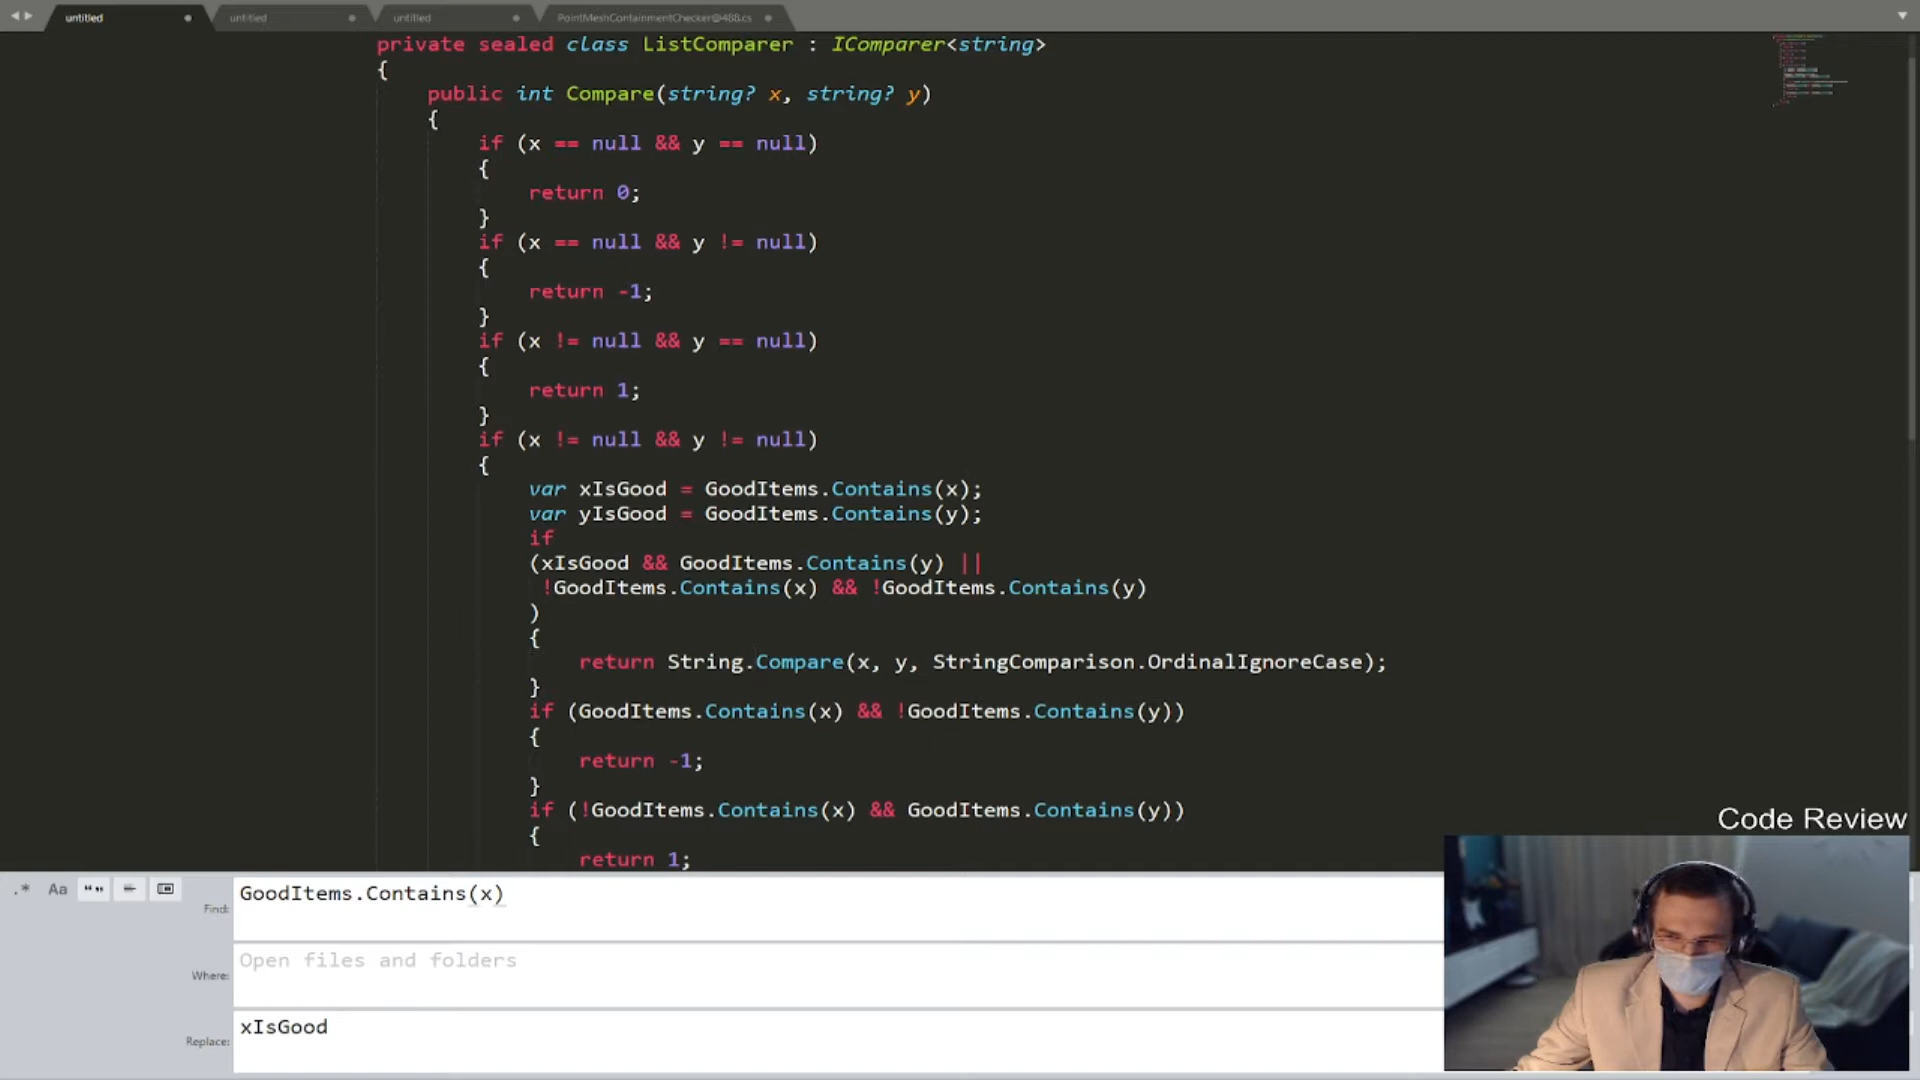 untitled
untitled
untitled
PointMeshContainmentChecker@488.cs
private sealed class ListComparer : IComparer<string>
{
public int Compare(string? x, string? y)
{
if (x == null && y == null)
{
return 0;
}
if (x == null && y != null)
{
return -1;
}
if (x != null && y == null)
{
return 1;
}
if (x != null && y != null)
{
var xIsGood = GoodItems.Contains(x);
var yIsGood = GoodItems.Contains(y);
if
(xIsGood && GoodItems.Contains(y) ||
!GoodItems.Contains(x) && !GoodItems.Contains(y)
)
{
return String.Compare(x, y, StringComparison.OrdinalIgnoreCase);
}
if (GoodItems.Contains(x) && !GoodItems.Contains(y))
{
return -1;
}
if (!GoodItems.Contains(x) && GoodItems.Contains(y))
{
return 1;
Code Review
.* Aa “”
Find: GoodItems.Contains(x)
Where: Open files and folders
Replace: xIsGood